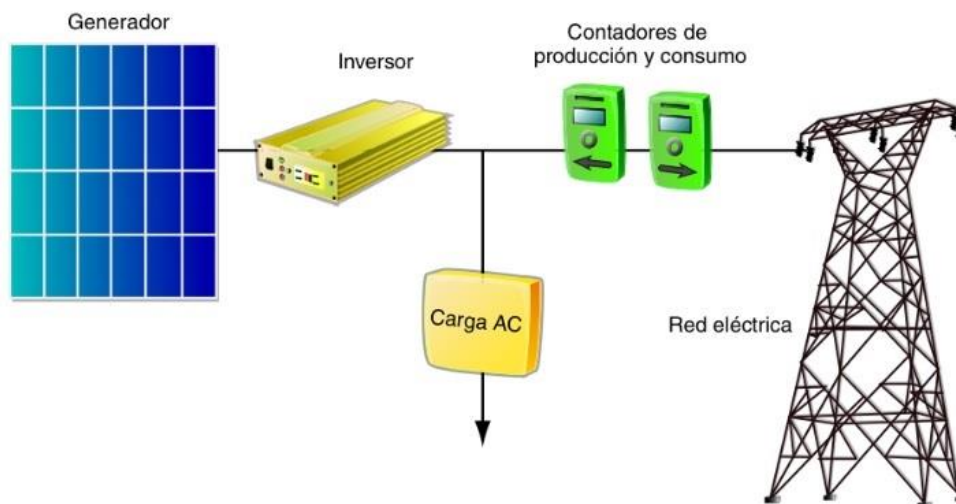 Generador
Inversor
Contadores de
producción y consumo
Carga AC
Red eléctrica